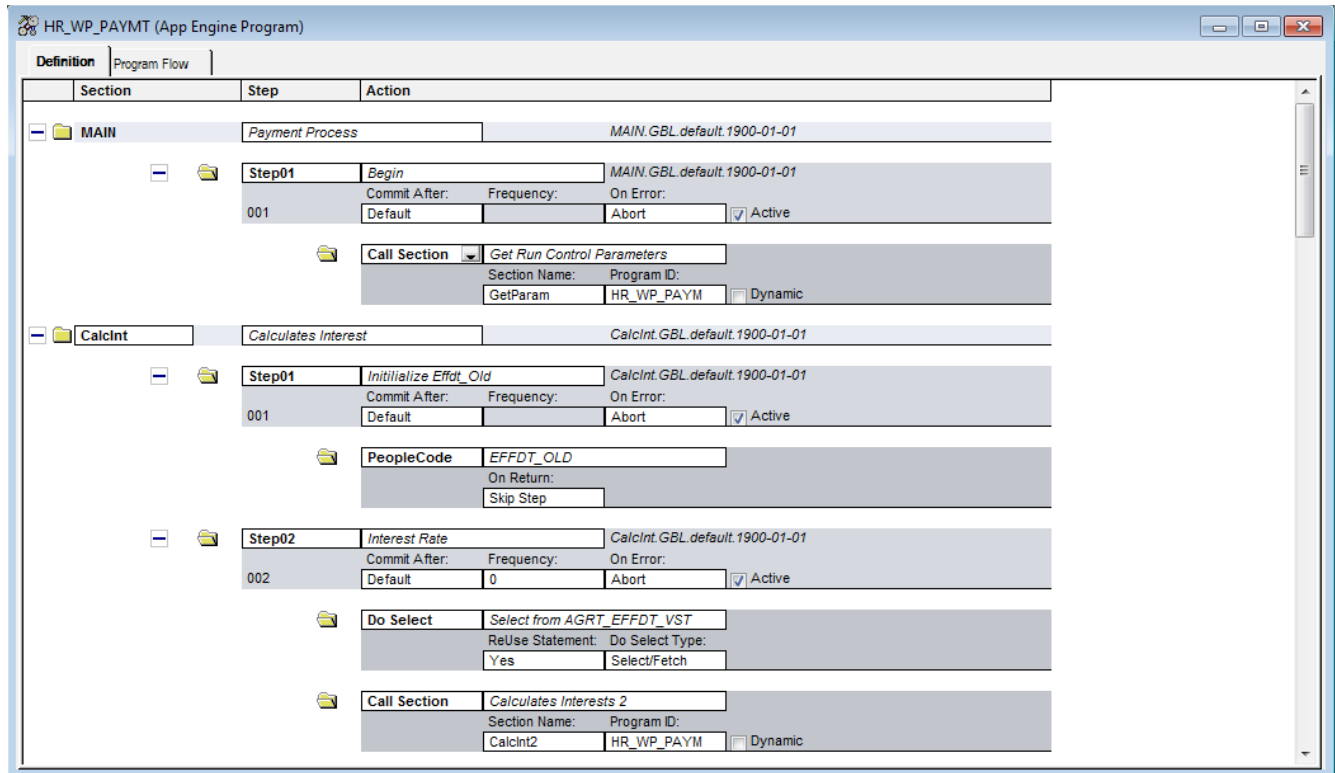 HR_WP_PAYMT (App Engine Program)
Definition Program Flow
Section Step Action
MAIN Payment Process MAIN.GBL.default.1900-01-01
Step01 Begin MAIN.GBL.default.1900-01-01
Commit After: Frequency: On Error:
001 Default Abort Active
Call Section Get Run Control Parameters
Section Name: Program ID:
GetParam HR_WP_PAYM Dynamic
CalcInt Calculates Interest CalcInt.GBL.default.1900-01-01
Step01 Initilialize Effdt_Old CalcInt.GBL.default.1900-01-01
Commit After: Frequency: On Error:
001 Default Abort Active
PeopleCode EFFDT_OLD
On Return:
Skip Step
Step02 Interest Rate CalcInt.GBL.default.1900-01-01
Commit After: Frequency: On Error:
002 Default 0 Abort Active
Do Select Select from AGRT_EFFDT_VST
ReUse Statement: Do Select Type:
Yes Select/Fetch
Call Section Calculates Interests 2
Section Name: Program ID:
CalcInt2 HR_WP_PAYM Dynamic